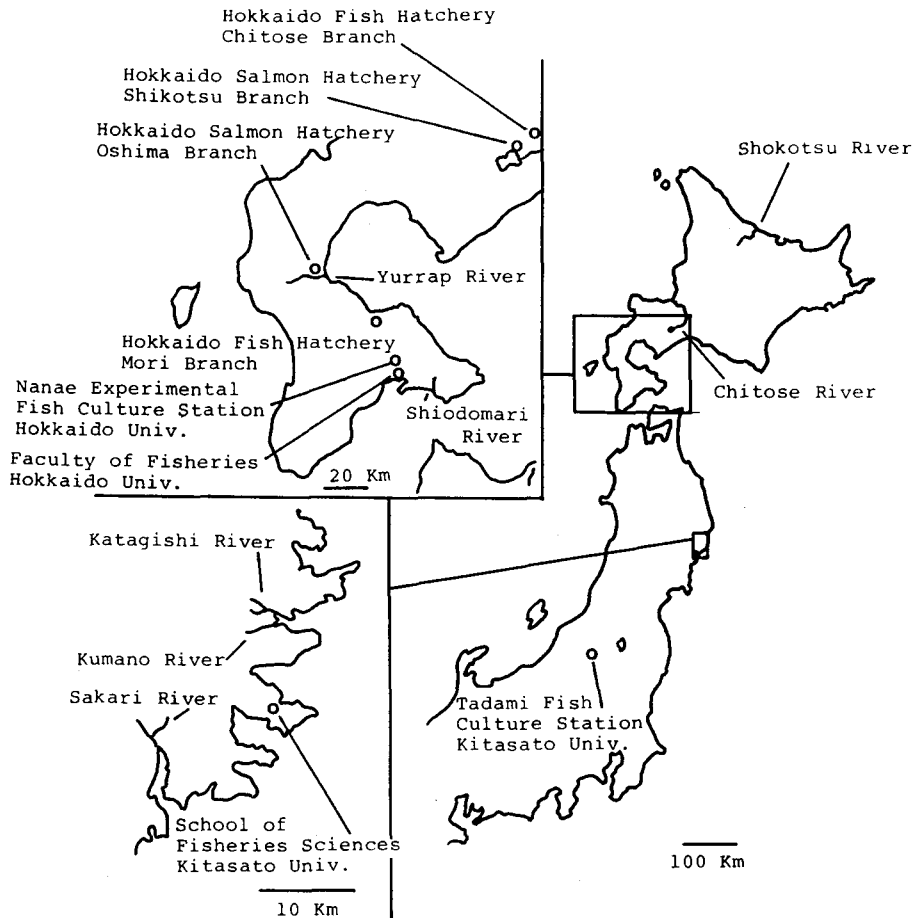 Hokkaido Fish Hatchery
Chitose Branch
Hokkaido Salmon Hatchery
Shikotsu Branch
Hokkaido Salmon Hatchery
Oshima Branch
Shokotsu River
Yurrap River
Hokkaido Fish Hatchery
Mori Branch
Nanae Experimental
Fish Culture Station
Hokkaido Univ.
Shiodomari
River
Faculty of Fisheries
Hokkaido Univ.
20 Km
Chitose River
Katagishi River
Kumano River
Sakari River
Tadami Fish
Culture Station
Kitasato Univ.
School of
Fisheries Sciences
Kitasato Univ.
10 Km
100 Km